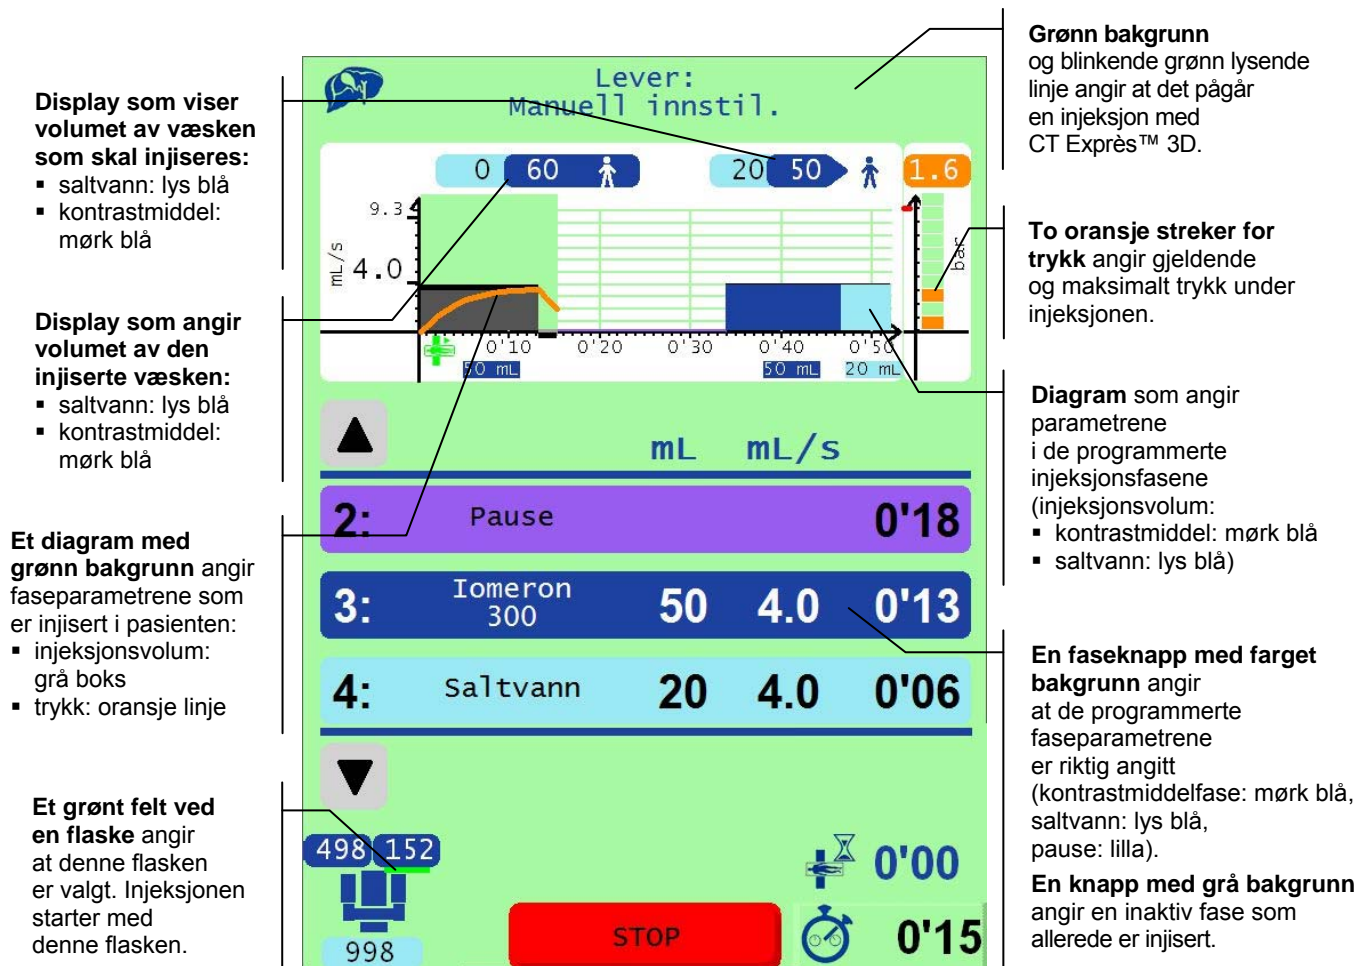 Display som viser
volumet av væsken
som skal injiseres:
▪ saltvann: lys blå
▪ kontrastmiddel:
mørk blå
Display som angir
volumet av den
injiserte væsken:
▪ saltvann: lys blå
▪ kontrastmiddel:
mørk blå
Et diagram med
grønn bakgrunn angir
faseparametrene som
er injisert i pasienten:
▪ injeksjonsvolum:
grå boks
▪ trykk: oransje linje
Et grønt felt ved
en flaske angir
at denne flasken
er valgt. Injeksjonen
starter med
denne flasken.
Lever:
Manuell innstil.
0 60 20 50 1.6
9.3
mL/s
4.0
bar
0'10 0'20 0'30 0'40 0'50
50 mL 50 mL 20 mL
mL mL/s
2: Pause 0'18
3: Iomeron 300 50 4.0 0'13
4: Saltvann 20 4.0 0'06
498 152
0'00
998
STOP
0'15
Grønn bakgrunn
og blinkende grønn lysende
linje angir at det pågår
en injeksjon med
CT Exprès™ 3D.
To oransje streker for
trykk angir gjeldende
og maksimalt trykk under
injeksjonen.
Diagram som angir
parametrene
i de programmerte
injeksjonsfasene
(injeksjonsvolum:
▪ kontrastmiddel: mørk blå
▪ saltvann: lys blå)
En faseknapp med farget
bakgrunn angir
at de programmerte
faseparametrene
er riktig angitt
(kontrastmiddelfase: mørk blå,
saltvann: lys blå,
pause: lilla).
En knapp med grå bakgrunn
angir en inaktiv fase som
allerede er injisert.